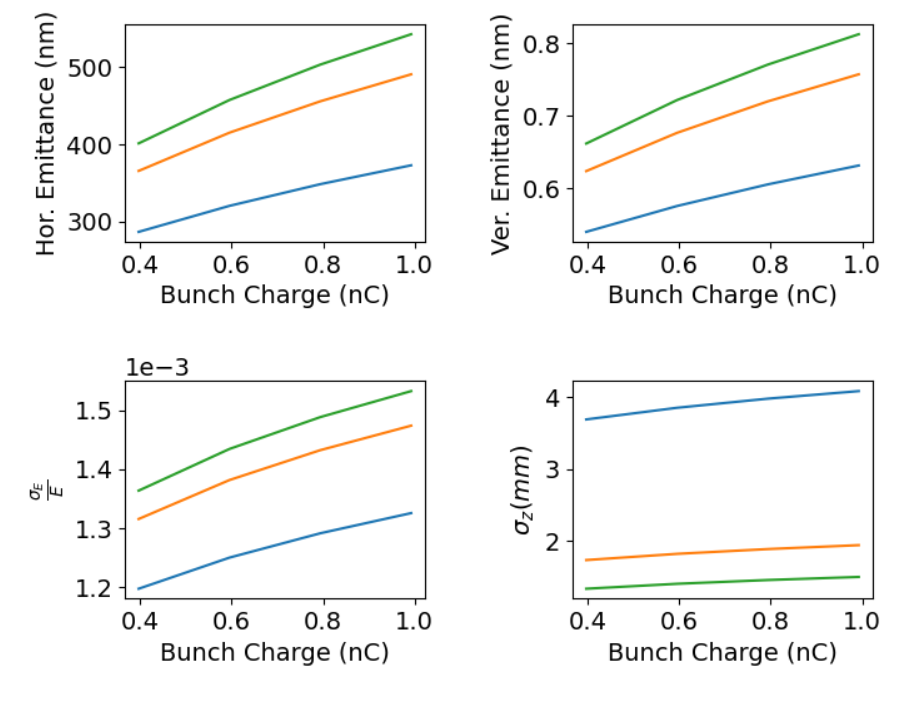 Hor. Emittance (nm)
500
400
300
0.4 0.6 0.8 1.0
Bunch Charge (nC)
Ver. Emittance (nm)
0.8
0.7
0.6
0.4 0.6 0.8 1.0
Bunch Charge (nC)
1e−3
σE/E
1.5
1.4
1.3
1.2
0.4 0.6 0.8 1.0
Bunch Charge (nC)
σz(mm)
4
3
2
0.4 0.6 0.8 1.0
Bunch Charge (nC)